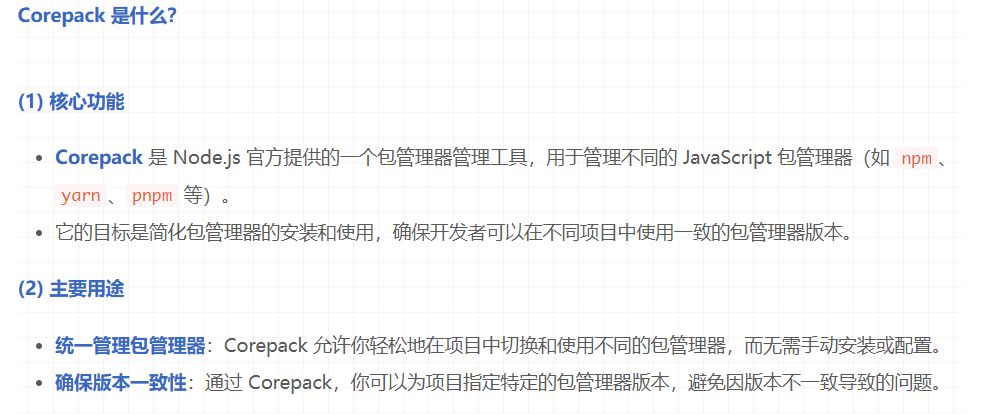 Corepack 是什么？
(1) 核心功能
• Corepack 是 Node.js 官方提供的一个包管理器管理工具，用于管理不同的 JavaScript 包管理器（如 npm、
yarn、pnpm 等）。
• 它的目标是简化包管理器的安装和使用，确保开发者可以在不同项目中使用一致的包管理器版本。
(2) 主要用途
• 统一管理包管理器：Corepack 允许你轻松地在项目中切换和使用不同的包管理器，而无需手动安装或配置。
• 确保版本一致性：通过 Corepack，你可以为项目指定特定的包管理器版本，避免因版本不一致导致的问题。